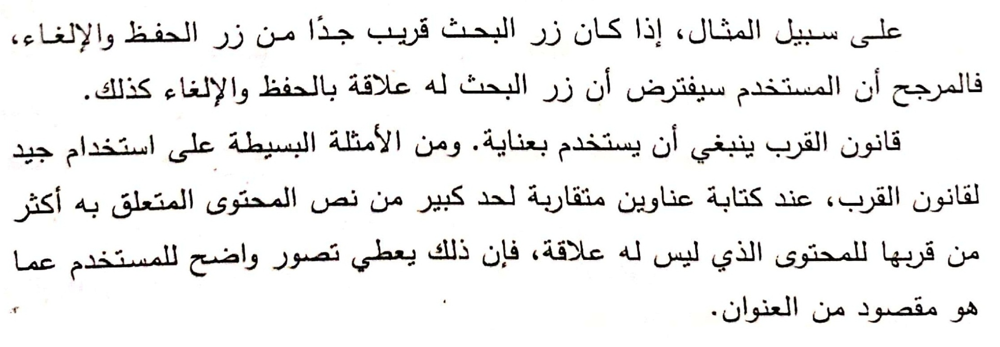 على سبيل المثال، إذا كان زر البحث قريب جدًا من زر الحفظ والإلغاء،
فالمرجح أن المستخدم سيفترض أن زر البحث له علاقة بالحفظ والإلغاء كذلك.
قانون القرب ينبغي أن يستخدم بعناية. ومن الأمثلة البسيطة على استخدام جيد
لقانون القرب، عند كتابة عناوين متقاربة لحد كبير من نص المحتوى المتعلق به أكثر
من قربها للمحتوى الذي ليس له علاقة، فإن ذلك يعطي تصور واضح للمستخدم عما
هو مقصود من العنوان.